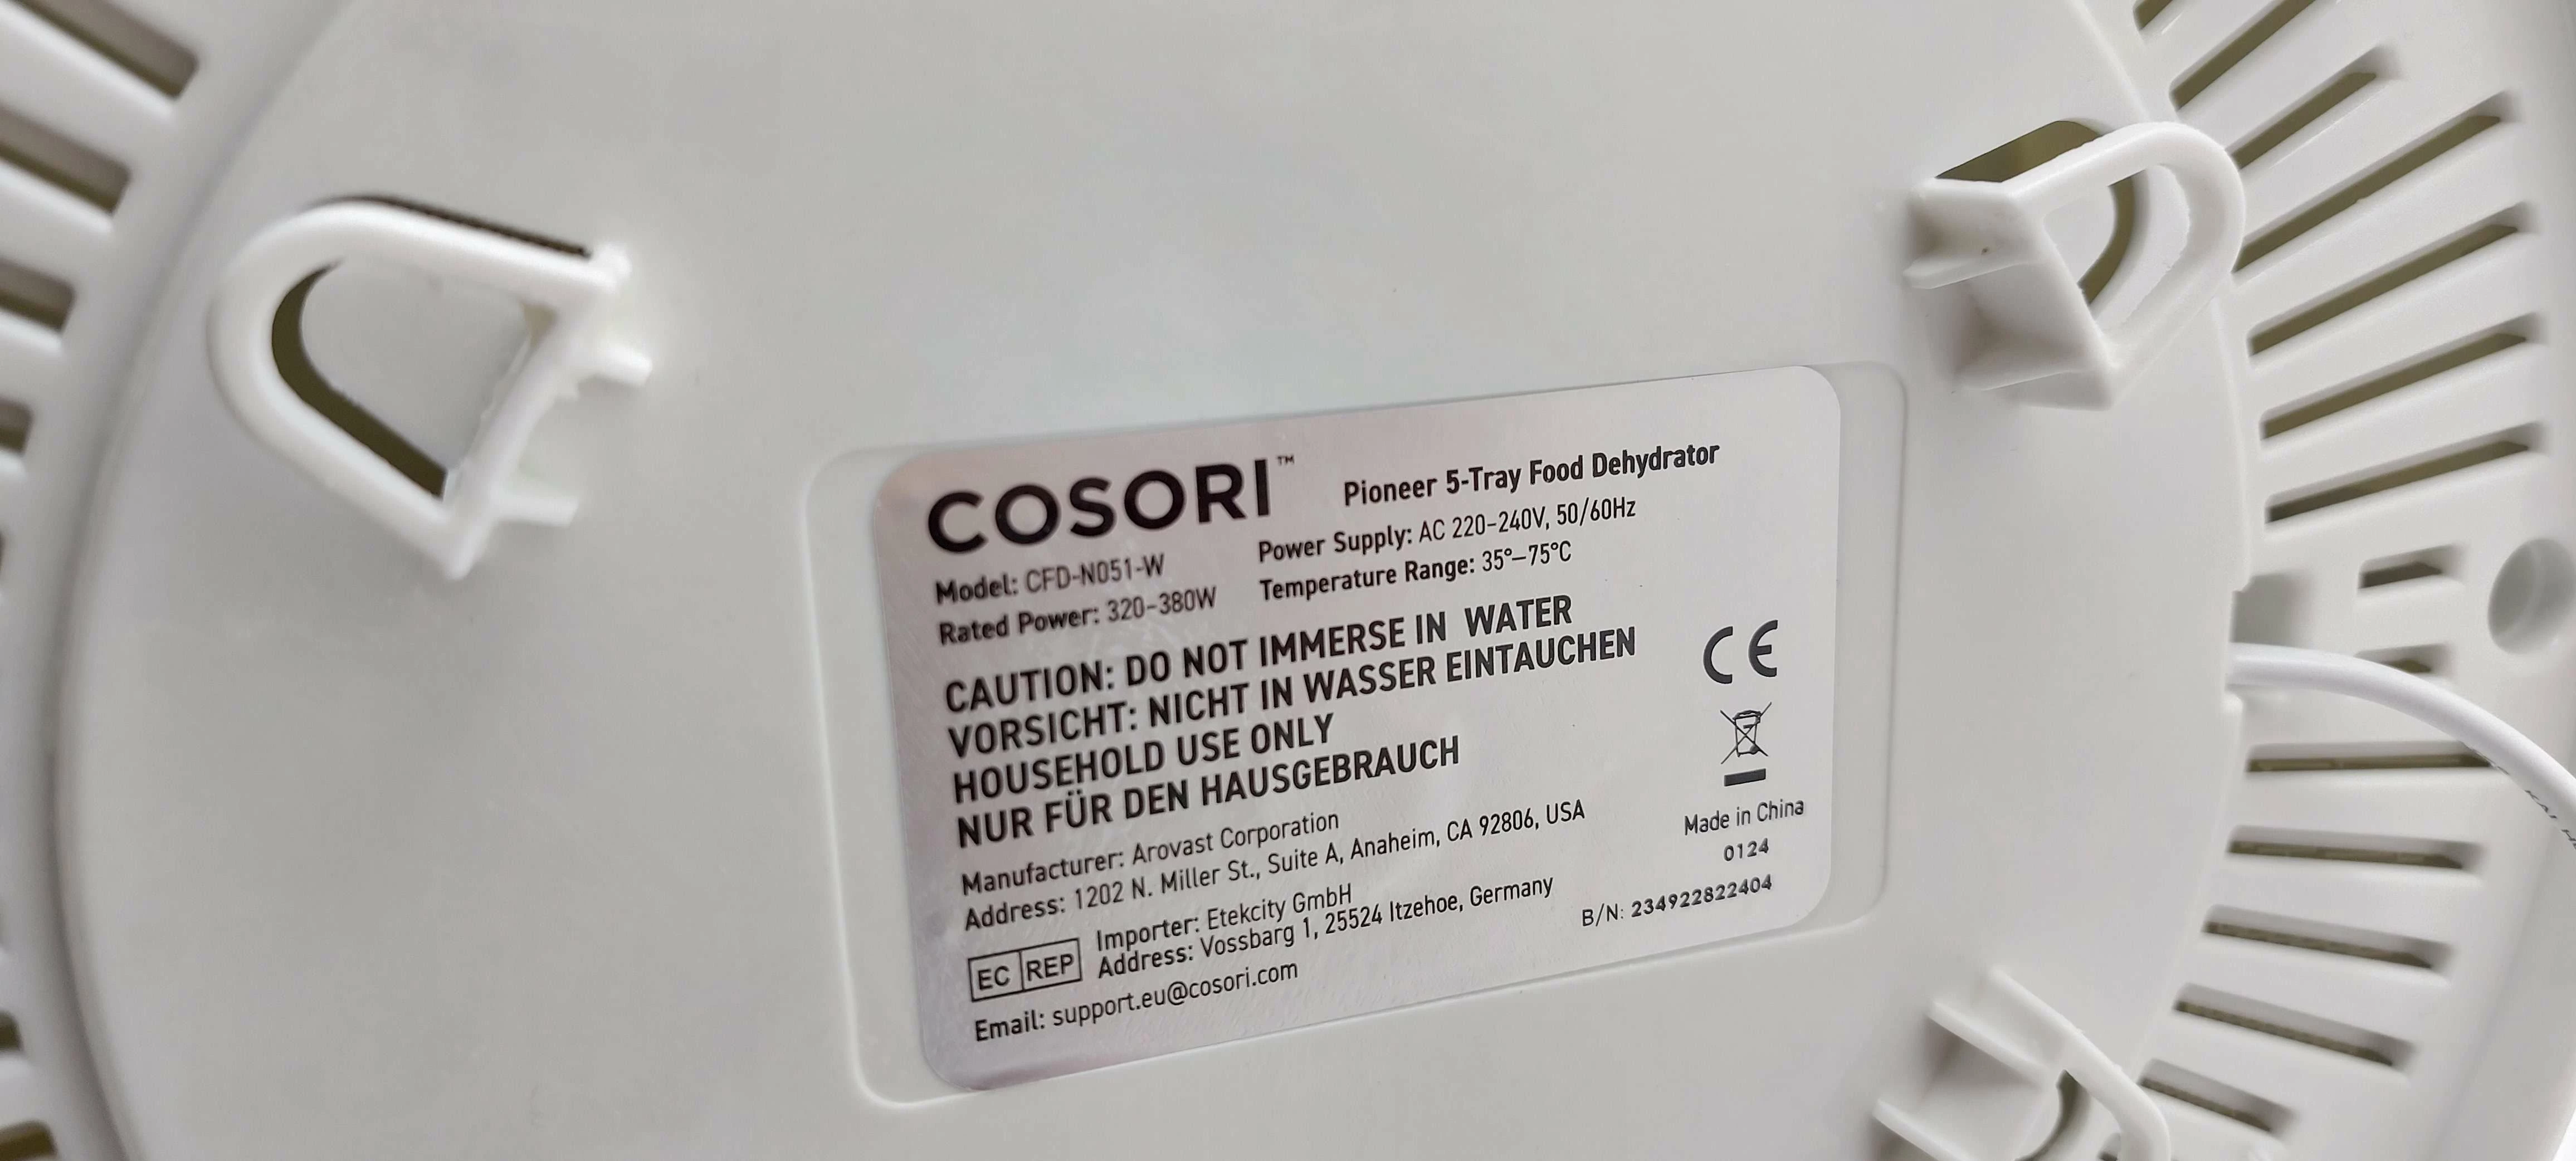 COSORI™ Pioneer 5-Tray Food Dehydrator
Model: CFD-N051-W
Power Supply: AC 220-240V, 50/60Hz
Rated Power: 320-380W
Temperature Range: 35°–75°C
CAUTION: DO NOT IMMERSE IN WATER
VORSICHT: NICHT IN WASSER EINTAUCHEN
HOUSEHOLD USE ONLY
NUR FÜR DEN HAUSGEBRAUCH
CE
Manufacturer: Arovast Corporation
Address: 1202 N. Miller St., Suite A, Anaheim, CA 92806, USA
EC REP
Importer: Etekcity GmbH
Address: Vossbarg 1, 25524 Itzehoe, Germany
Email: support.eu@cosori.com
Made in China
0124
B/N: 234922822404